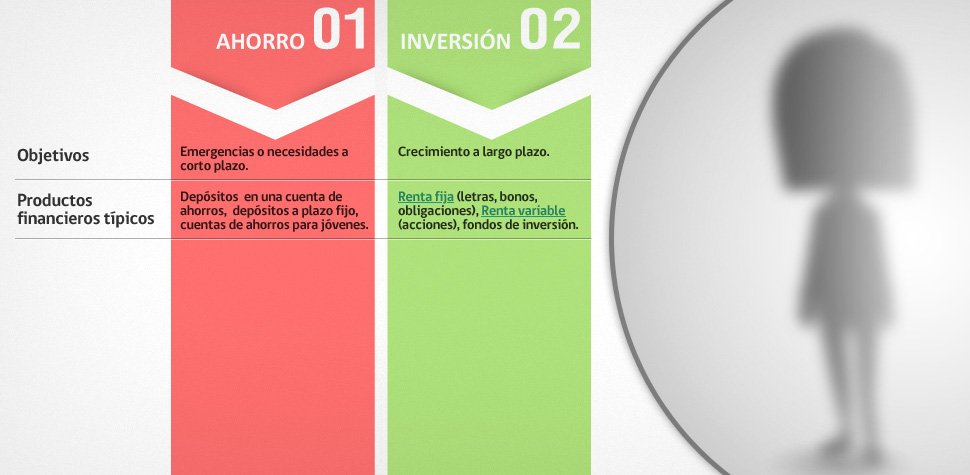 AHORRO 01
INVERSIÓN 02
Objetivos
Emergencias o necesidades a
corto plazo.
Crecimiento a largo plazo.
Productos
financieros típicos
Depósitos en una cuenta de
ahorros, depósitos a plazo fijo,
cuentas de ahorros para jóvenes.
Renta fija (letras, bonos,
obligaciones), Renta variable
(acciones), fondos de inversión.